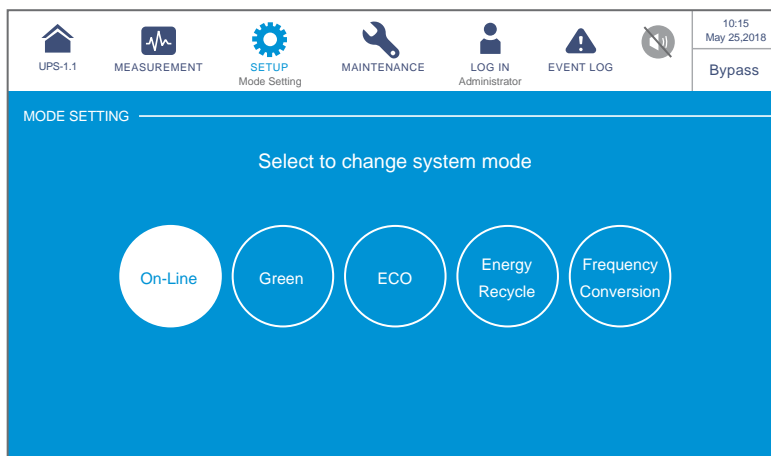 10:15
May 25,2018
UPS-1.1
MEASUREMENT
SETUP
MAINTENANCE
LOG IN
EVENT LOG
Mode Setting
Administrator
Bypass
MODE SETTING
Select to change system mode
On-Line
Green
ECO
Energy
Recycle
Frequency
Conversion